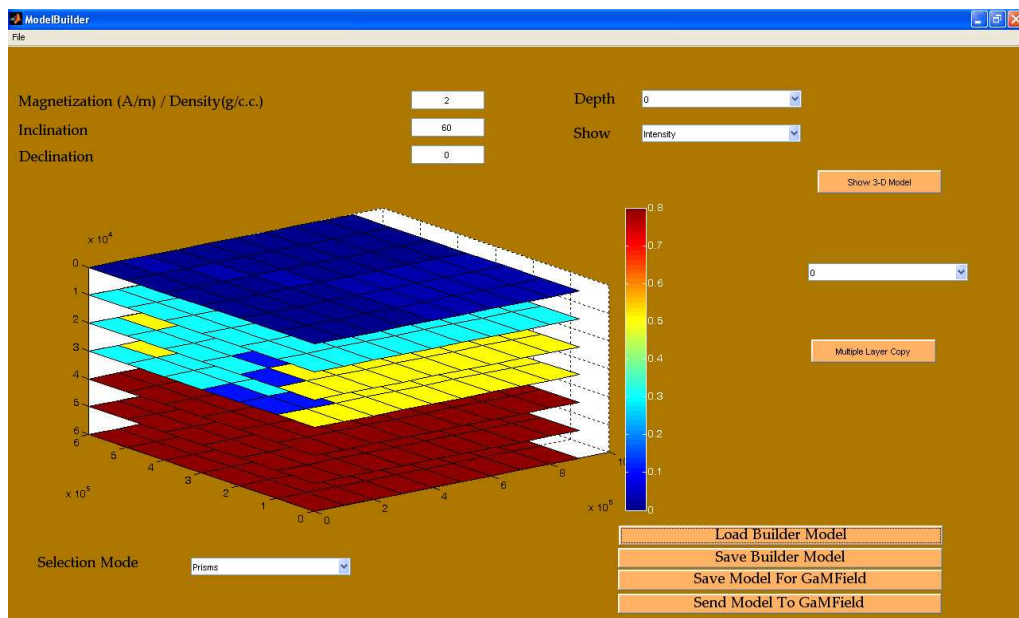 ModelBuilder
File
Magnetization (A/m) / Density(g/c.c.)
2
Depth
0
Inclination
60
Show
Intensity
Declination
0
Show 3-D Model
x 10^4
0
1
2
3
4
5
6
6
5
4
3
2
1
0
x 10^5
0
2
4
6
8
10
x 10^5
0.8
0.7
0.6
0.5
0.4
0.3
0.2
0.1
0
0
Multiple Layer Copy
Selection Mode
Prisms
Load Builder Model
Save Builder Model
Save Model For GaMField
Send Model To GaMField